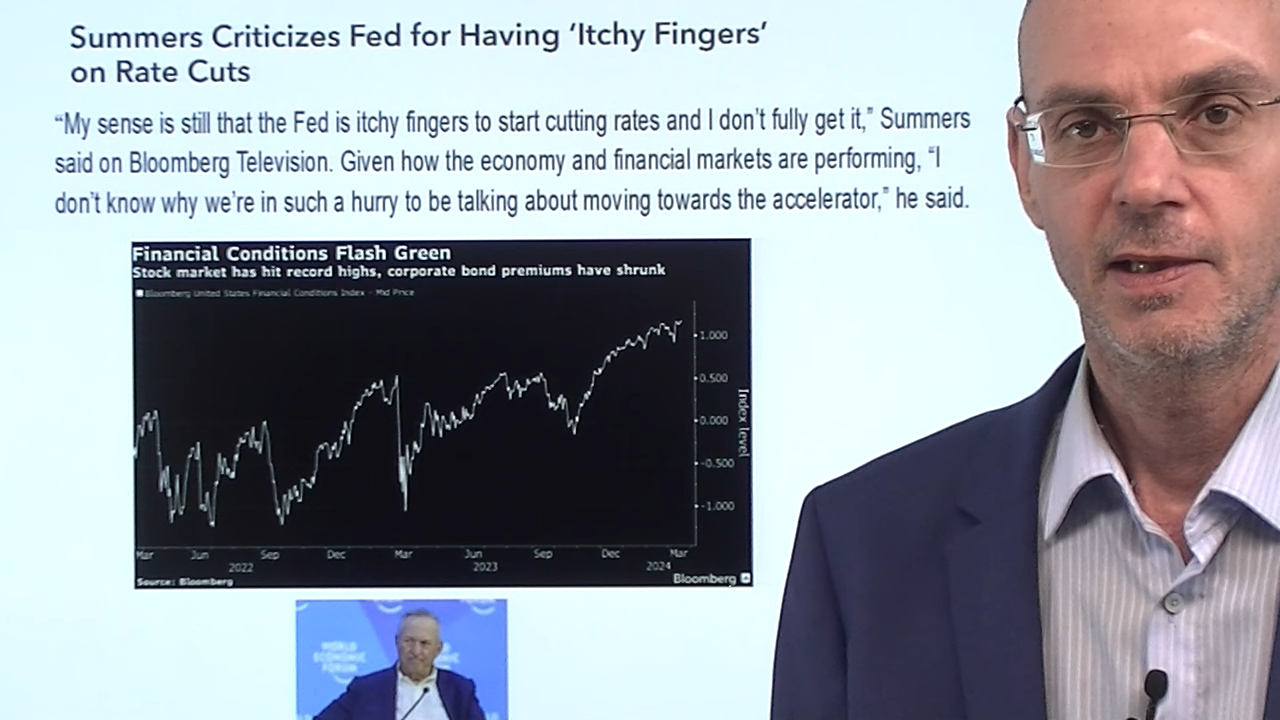 Summers Criticizes Fed for Having ‘Itchy Fingers’
on Rate Cuts
“My sense is still that the Fed is itchy fingers to start cutting rates and I don’t fully get it,” Summers
said on Bloomberg Television. Given how the economy and financial markets are performing, “I
don’t know why we’re in such a hurry to be talking about moving towards the accelerator,” he said.
Financial Conditions Flash Green
Stock market has hit record highs, corporate bond premiums have shrunk
Bloomberg United States Financial Conditions Index - Mid Price
1.000
0.500
0.000
-0.500
-1.000
Index level
Mar Jun Sep Dec Mar Jun Sep Dec Mar
2022 2023 2024
Source: Bloomberg
Bloomberg
WORLD
ECONOMIC
FORUM